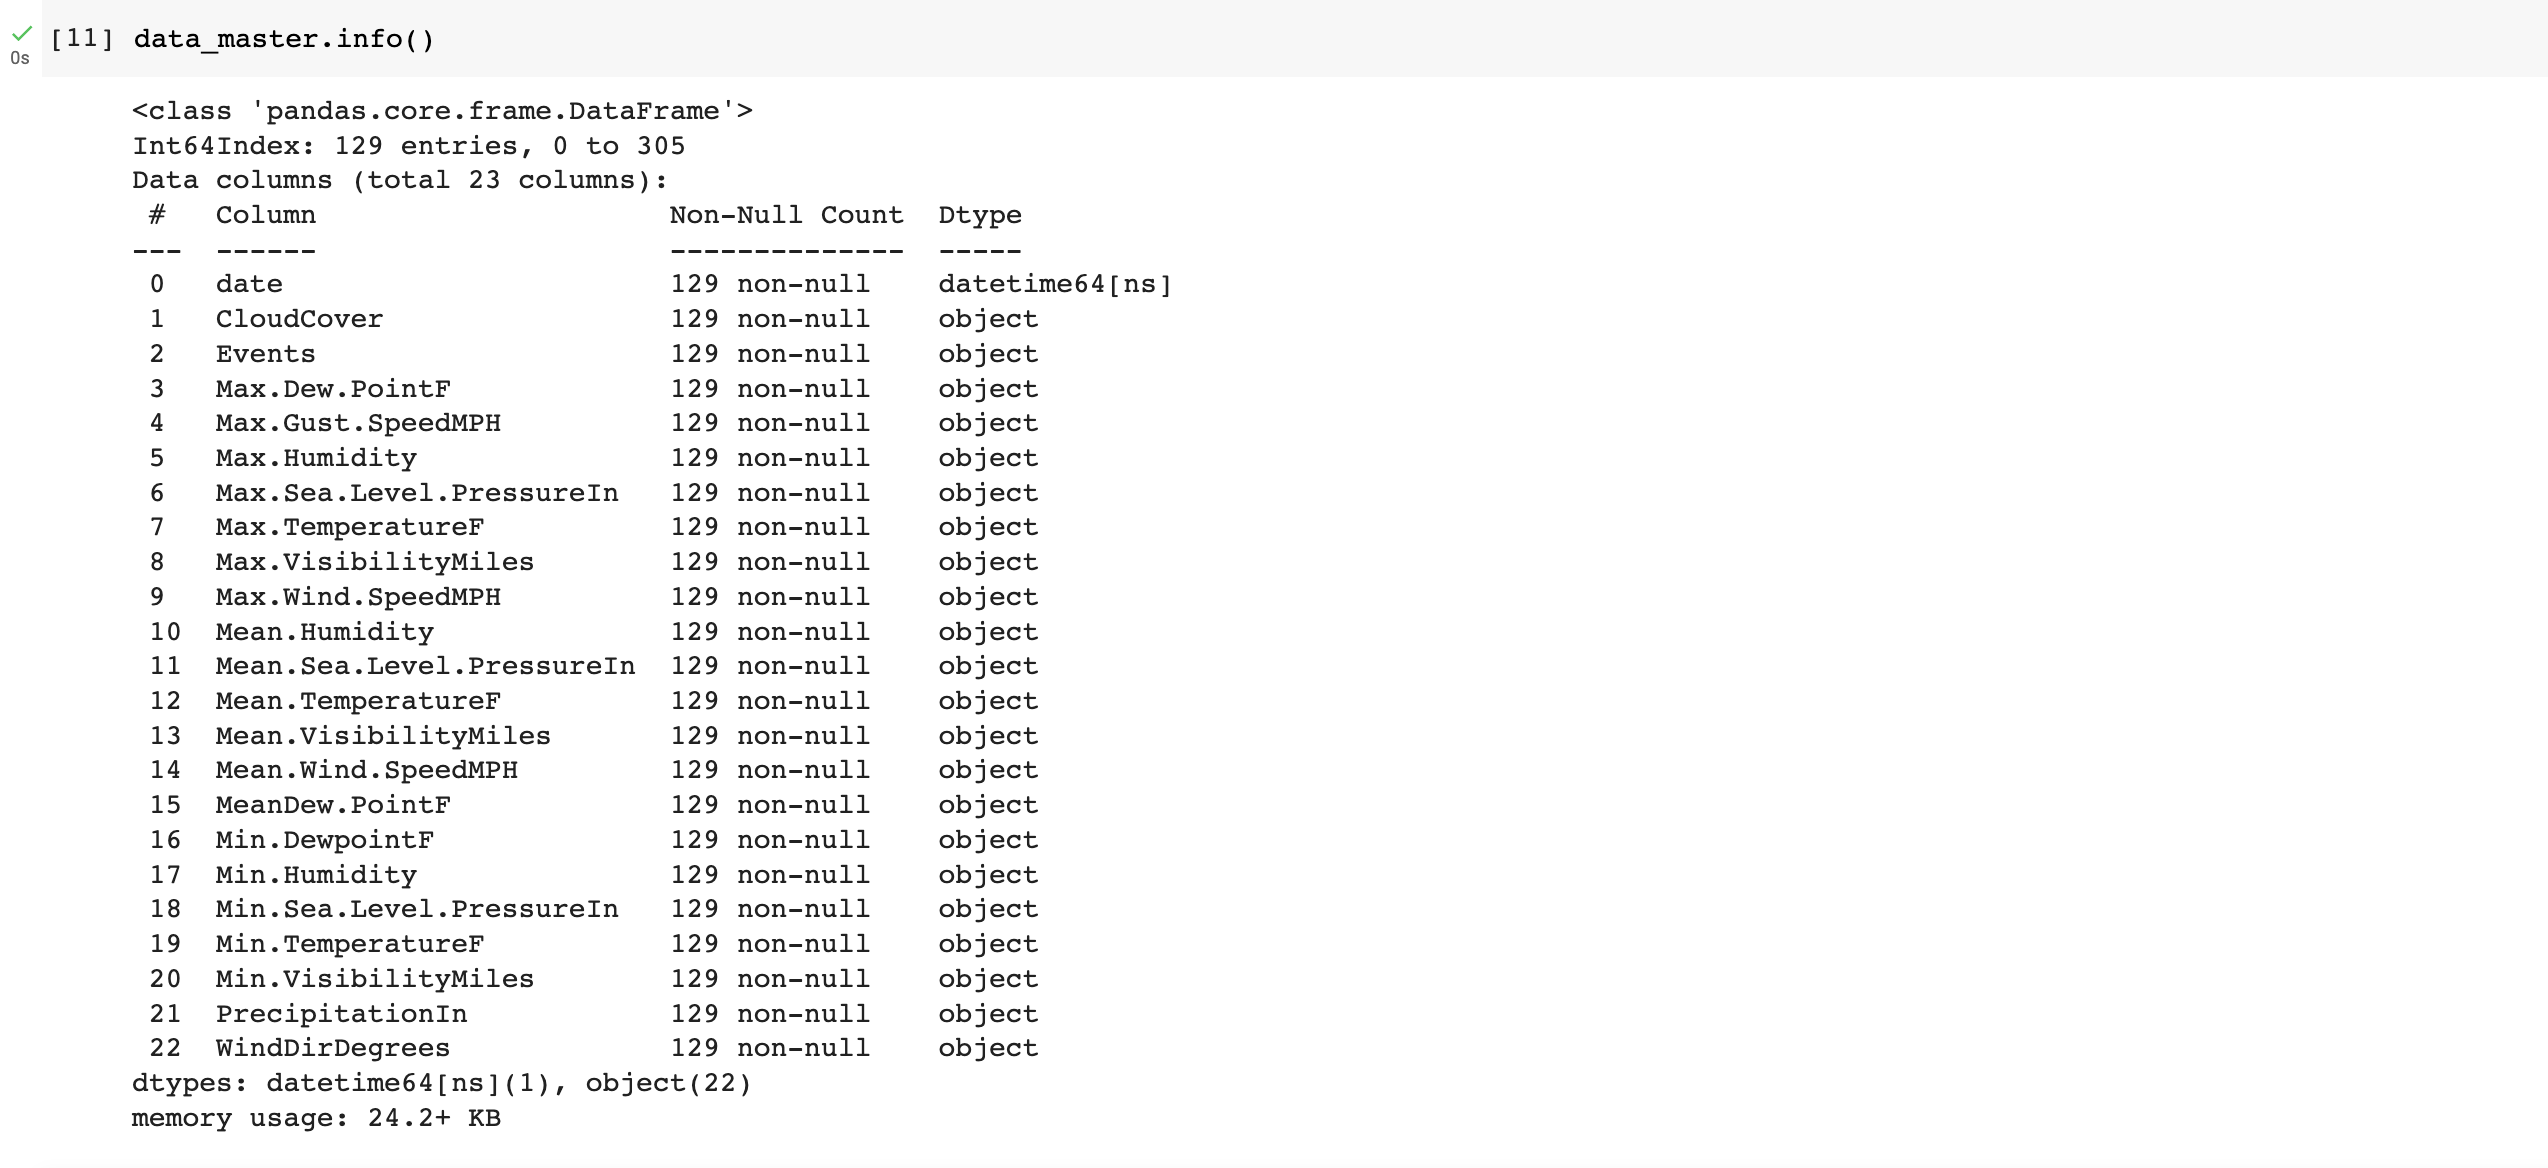 [11] data_master.info()
0s
<class 'pandas.core.frame.DataFrame'>
Int64Index: 129 entries, 0 to 305
Data columns (total 23 columns):
 #   Column                      Non-Null Count  Dtype
---  ------                      --------------  -----
 0   date                        129 non-null    datetime64[ns]
 1   CloudCover                  129 non-null    object
 2   Events                      129 non-null    object
 3   Max.Dew.PointF              129 non-null    object
 4   Max.Gust.SpeedMPH           129 non-null    object
 5   Max.Humidity                129 non-null    object
 6   Max.Sea.Level.PressureIn    129 non-null    object
 7   Max.TemperatureF            129 non-null    object
 8   Max.VisibilityMiles         129 non-null    object
 9   Max.Wind.SpeedMPH           129 non-null    object
 10  Mean.Humidity               129 non-null    object
 11  Mean.Sea.Level.PressureIn   129 non-null    object
 12  Mean.TemperatureF           129 non-null    object
 13  Mean.VisibilityMiles        129 non-null    object
 14  Mean.Wind.SpeedMPH          129 non-null    object
 15  MeanDew.PointF              129 non-null    object
 16  Min.DewpointF               129 non-null    object
 17  Min.Humidity                129 non-null    object
 18  Min.Sea.Level.PressureIn    129 non-null    object
 19  Min.TemperatureF            129 non-null    object
 20  Min.VisibilityMiles         129 non-null    object
 21  PrecipitationIn             129 non-null    object
 22  WindDirDegrees              129 non-null    object
dtypes: datetime64[ns](1), object(22)
memory usage: 24.2+ KB